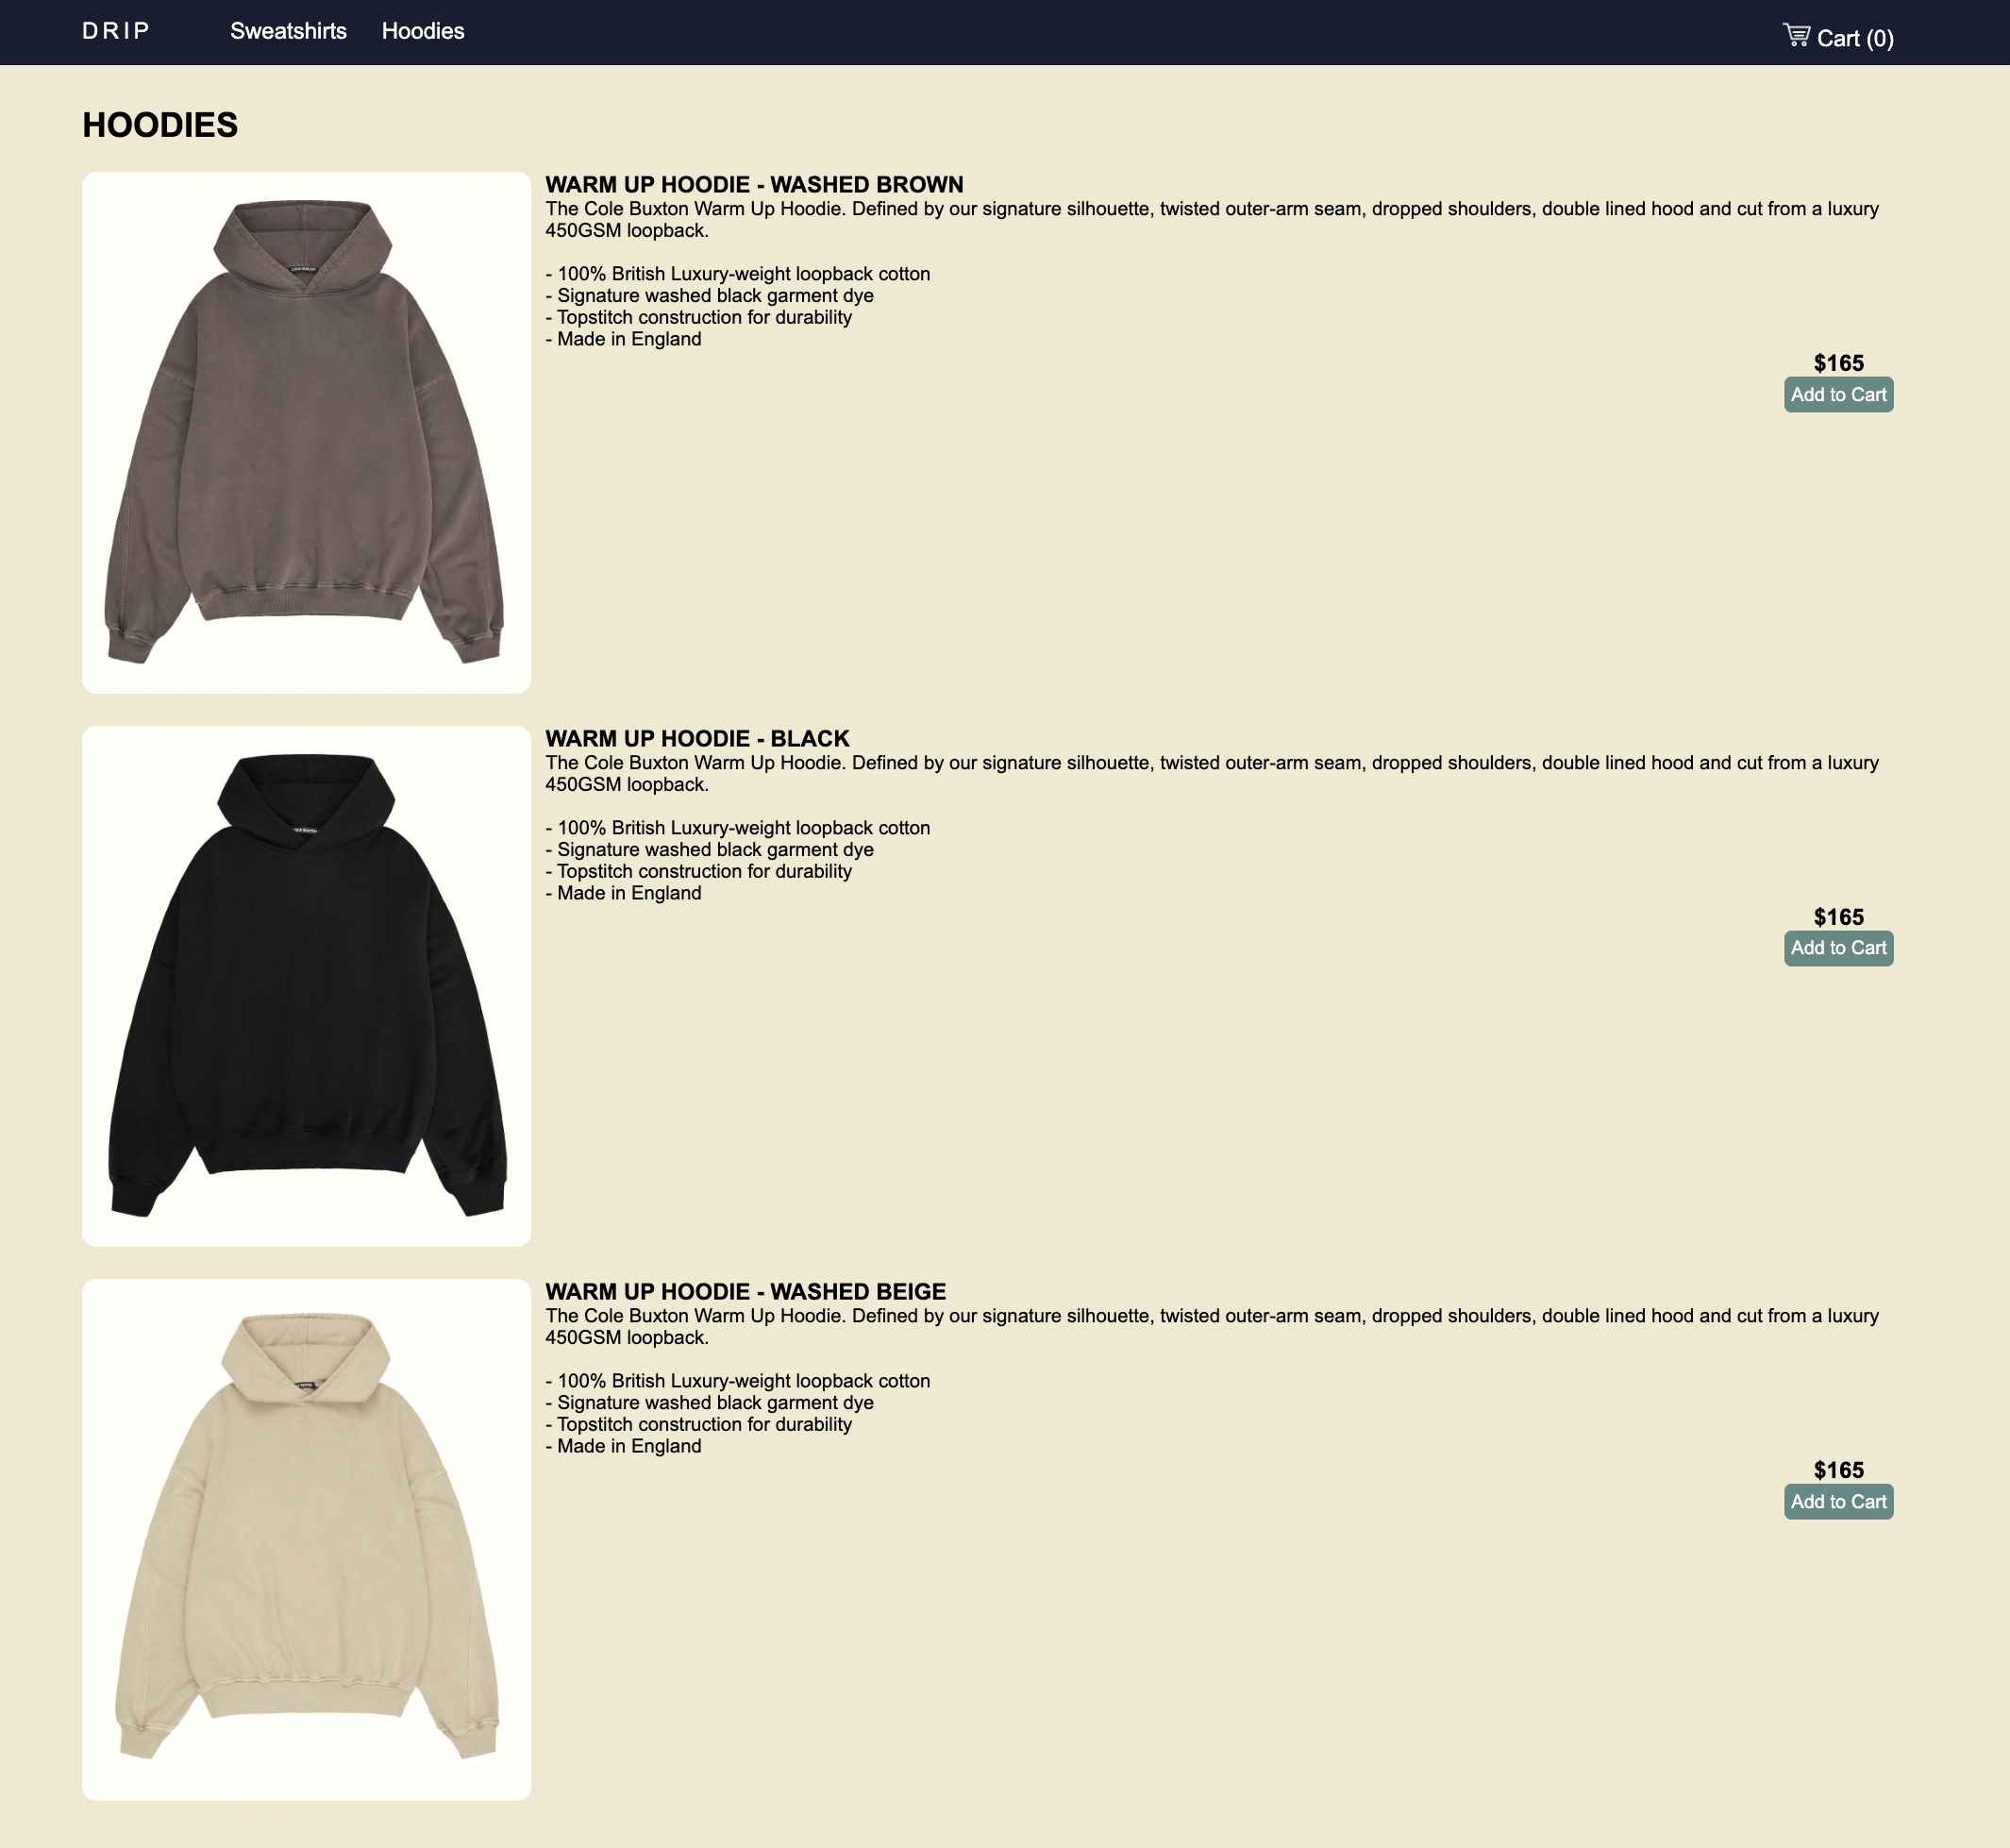 DRIP
Sweatshirts
Hoodies
Cart (0)
HOODIES
WARM UP HOODIE - WASHED BROWN
The Cole Buxton Warm Up Hoodie. Defined by our signature silhouette, twisted outer-arm seam, dropped shoulders, double lined hood and cut from a luxury
450GSM loopback.
- 100% British Luxury-weight loopback cotton
- Signature washed black garment dye
- Topstitch construction for durability
- Made in England
$165
Add to Cart
WARM UP HOODIE - BLACK
The Cole Buxton Warm Up Hoodie. Defined by our signature silhouette, twisted outer-arm seam, dropped shoulders, double lined hood and cut from a luxury
450GSM loopback.
- 100% British Luxury-weight loopback cotton
- Signature washed black garment dye
- Topstitch construction for durability
- Made in England
$165
Add to Cart
WARM UP HOODIE - WASHED BEIGE
The Cole Buxton Warm Up Hoodie. Defined by our signature silhouette, twisted outer-arm seam, dropped shoulders, double lined hood and cut from a luxury
450GSM loopback.
- 100% British Luxury-weight loopback cotton
- Signature washed black garment dye
- Topstitch construction for durability
- Made in England
$165
Add to Cart